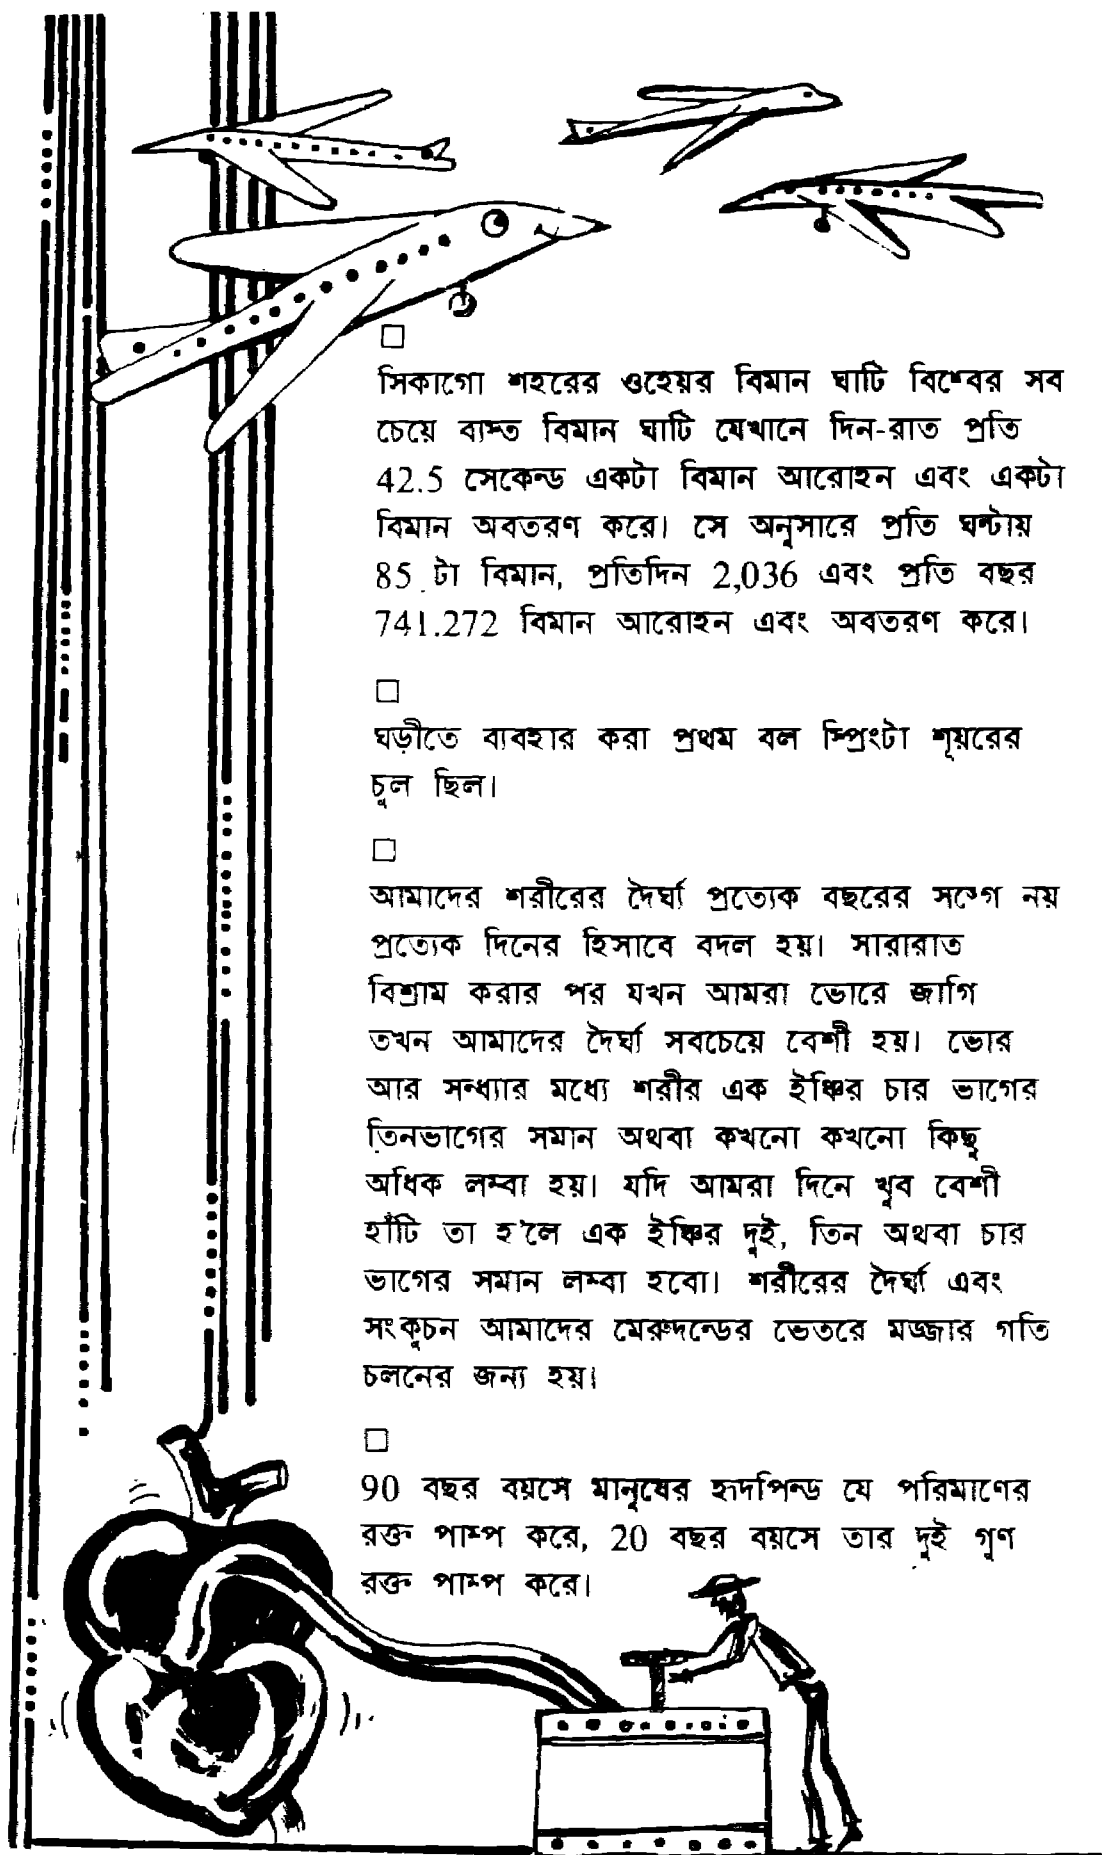 সিকাগো শহরের ওহেয়র বিমান ঘাটি বিশ্বের সব
চেয়ে ব্যস্ত বিমান ঘাটি যেখানে দিন-রাত প্রতি
42.5 সেকেন্ড একটা বিমান আরোহন এবং একটা
বিমান অবতরণ করে। সে অনুসারে প্রতি ঘন্টায়
85 টা বিমান, প্রতিদিন 2,036 এবং প্রতি বছর
741.272 বিমান আরোহন এবং অবতরণ করে।
ঘড়ীতে ব্যবহার করা প্রথম বল স্প্রিংটা শূয়রের
চুল ছিল।
আমাদের শরীরের দৈর্ঘ্য প্রত্যেক বছরের সঙ্গে নয়
প্রত্যেক দিনের হিসাবে বদল হয়। সারারাত
বিশ্রাম করার পর যখন আমরা ভোরে জাগি
তখন আমাদের দৈর্ঘ্য সবচেয়ে বেশী হয়। ভোর
আর সন্ধ্যার মধ্যে শরীর এক ইঞ্চির চার ভাগের
তিনভাগের সমান অথবা কখনো কখনো কিছু
অধিক লম্বা হয়। যদি আমরা দিনে খুব বেশী
হাঁটি তা হ'লে এক ইঞ্চির দুই, তিন অথবা চার
ভাগের সমান লম্বা হবো। শরীরের দৈর্ঘ্য এবং
সংকুচন আমাদের মেরুদন্ডের ভেতরে মজ্জার গতি
চলনের জন্য হয়।
90 বছর বয়সে মানুষের হৃদপিন্ড যে পরিমাণের
রক্ত পাম্প করে, 20 বছর বয়সে তার দুই গুণ
রক্ত পাম্প করে।